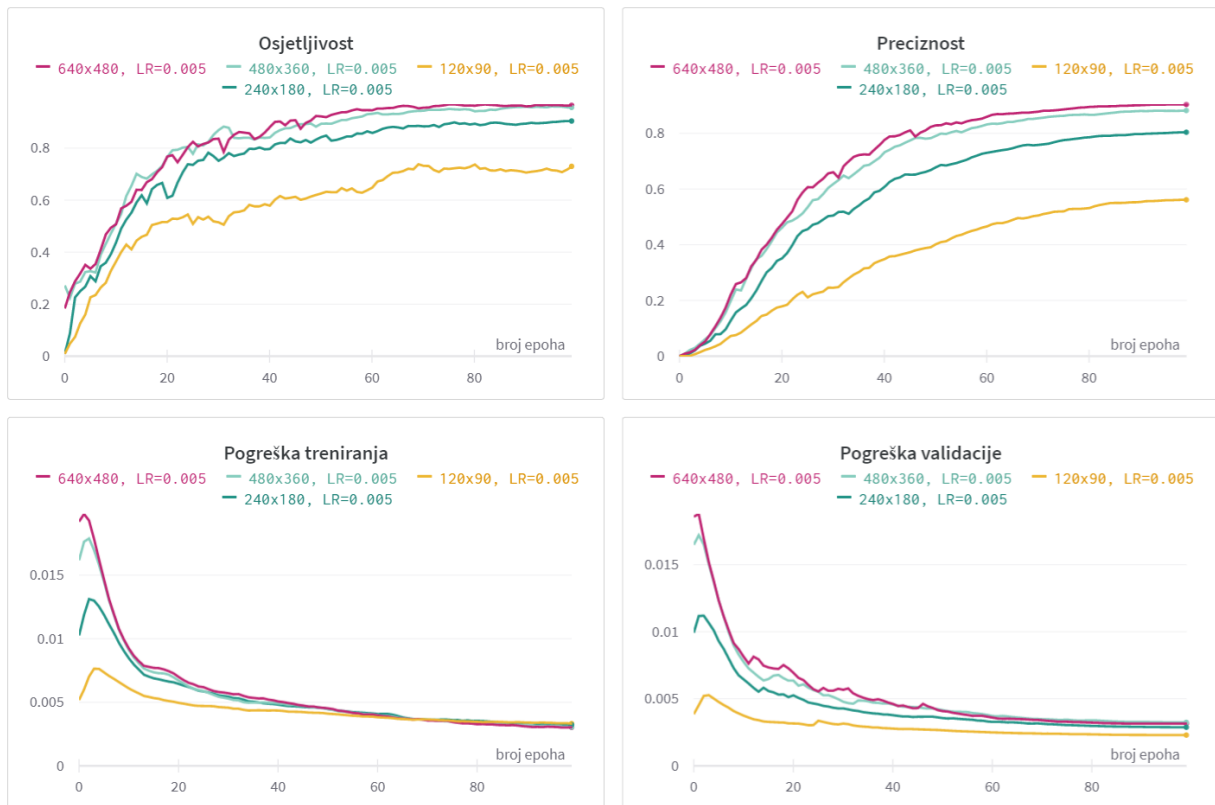 Osjetljivost
640x480, LR=0.005 480x360, LR=0.005 120x90, LR=0.005
240x180, LR=0.005
0.8
0.6
0.4
0.2
0
broj epoha
0 20 40 60 80
Preciznost
640x480, LR=0.005 480x360, LR=0.005 120x90, LR=0.005
240x180, LR=0.005
0.8
0.6
0.4
0.2
0
broj epoha
0 20 40 60 80
Pogreška treniranja
640x480, LR=0.005 480x360, LR=0.005 120x90, LR=0.005
240x180, LR=0.005
0.015
0.01
0.005
0
broj epoha
0 20 40 60 80
Pogreška validacije
640x480, LR=0.005 480x360, LR=0.005 120x90, LR=0.005
240x180, LR=0.005
0.015
0.01
0.005
0
broj epoha
0 20 40 60 80